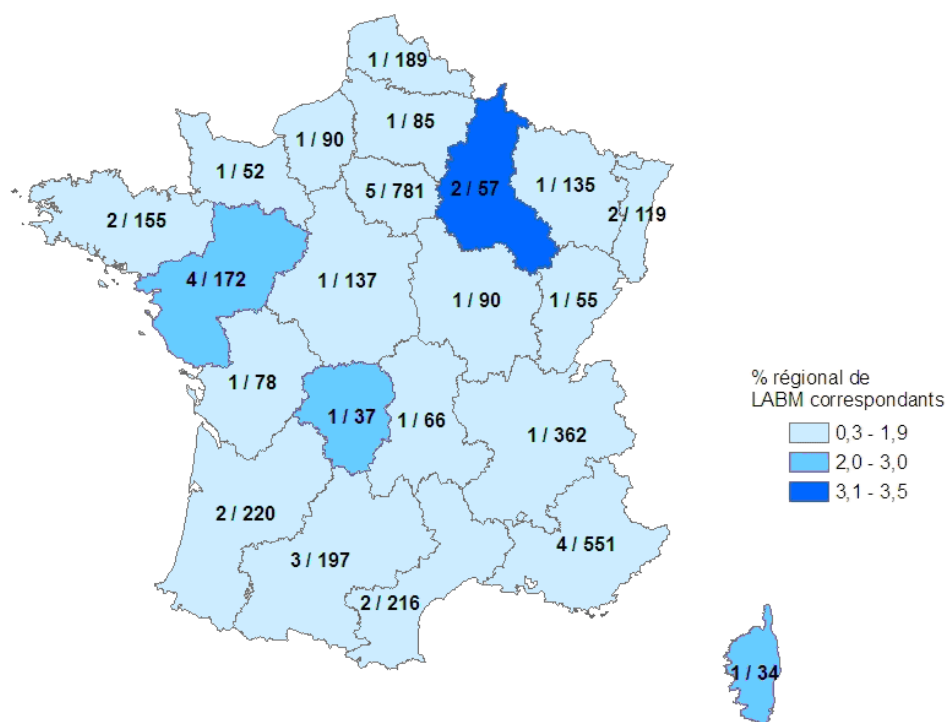 1 / 189
1 / 85
1 / 90
1 / 52
5 / 781
2 / 57
1 / 135
2 / 119
2 / 155
4 / 172
1 / 137
1 / 90
1 / 55
1 / 78
1 / 37
1 / 66
1 / 362
2 / 220
3 / 197
2 / 216
4 / 551
1 / 34
% régional de
LABM correspondants
0,3 - 1,9
2,0 - 3,0
3,1 - 3,5